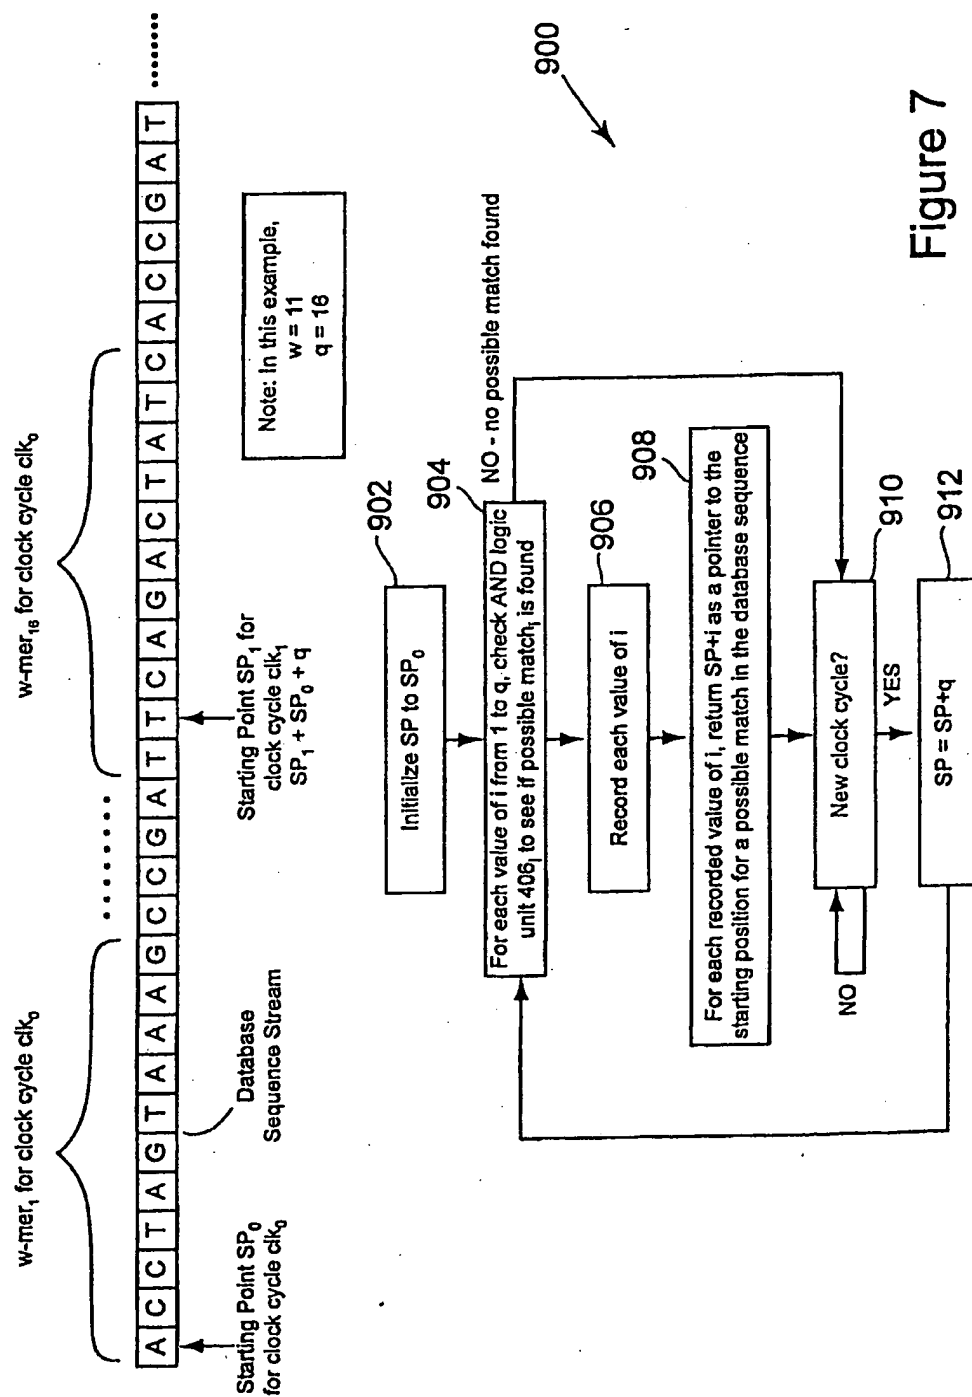 w-mer₁ for clock cycle clk₀
w-mer₁₆ for clock cycle clk₀
........
A C C T A G T A A A G C C G A T T C A G A C T A T C A C C G A T ........
Starting Point SP₀
for clock cycle clk₀
Database
Sequence Stream
Starting Point SP₁ for
clock cycle clk₁
SP₁ + SP₀ + q
Note: In this example,
w = 11
q = 16
900
902
Initialize SP to SP₀
904
For each value of i from 1 to q, check AND logic
unit 406ᵢ to see if possible matchᵢ is found
NO - no possible match found
906
Record each value of i
908
For each recorded value of i, return SP+i as a pointer to the
starting position for a possible match in the database sequence
910
New clock cycle?
NO
YES
912
SP = SP+q
Figure 7